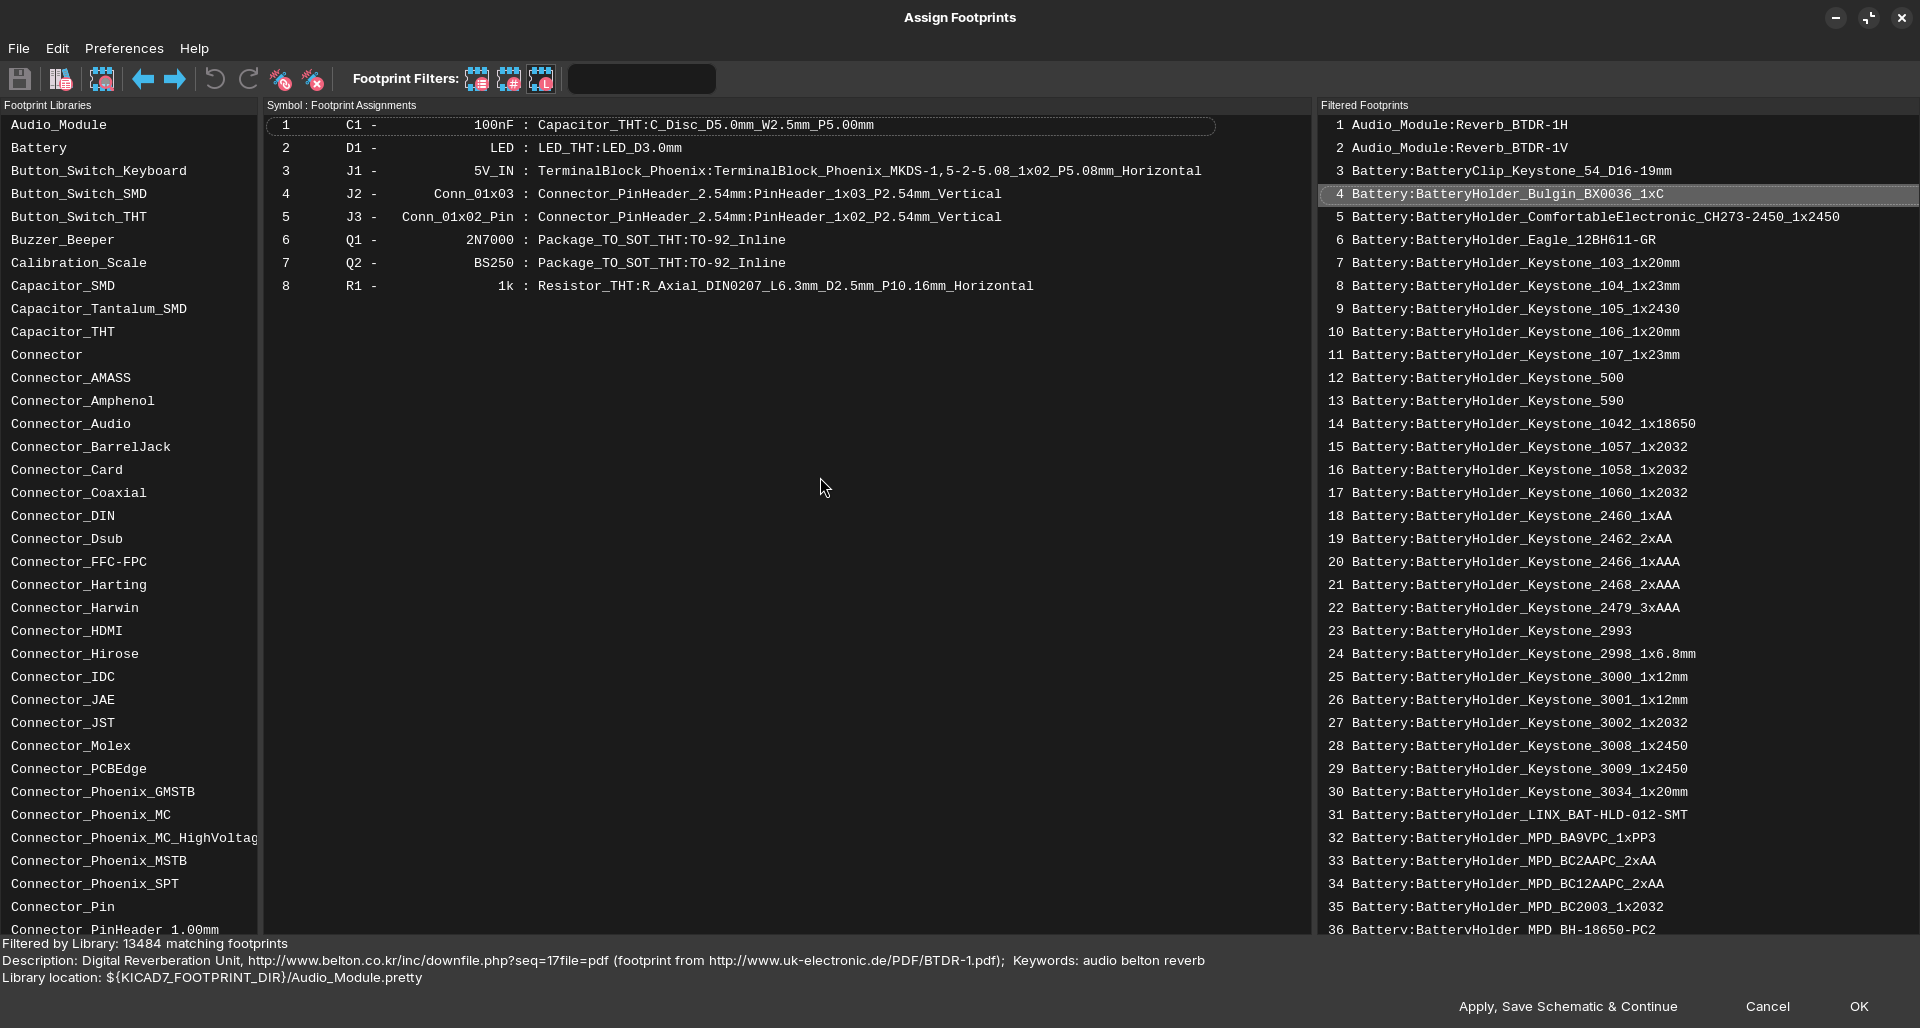 Assign Footprints
File Edit Preferences Help
Footprint Filters:
Footprint Libraries
Audio_Module
Battery
Button_Switch_Keyboard
Button_Switch_SMD
Button_Switch_THT
Buzzer_Beeper
Calibration_Scale
Capacitor_SMD
Capacitor_Tantalum_SMD
Capacitor_THT
Connector
Connector_AMASS
Connector_Amphenol
Connector_Audio
Connector_BarrelJack
Connector_Card
Connector_Coaxial
Connector_DIN
Connector_Dsub
Connector_FFC-FPC
Connector_Harting
Connector_Harwin
Connector_HDMI
Connector_Hirose
Connector_IDC
Connector_JAE
Connector_JST
Connector_Molex
Connector_PCBEdge
Connector_Phoenix_GMSTB
Connector_Phoenix_MC
Connector_Phoenix_MC_HighVoltag
Connector_Phoenix_MSTB
Connector_Phoenix_SPT
Connector_Pin
Connector_PinHeader_1.00mm
Symbol : Footprint Assignments
1 C1 - 100nF : Capacitor_THT:C_Disc_D5.0mm_W2.5mm_P5.00mm
2 D1 - LED : LED_THT:LED_D3.0mm
3 J1 - 5V_IN : TerminalBlock_Phoenix:TerminalBlock_Phoenix_MKDS-1,5-2-5.08_1x02_P5.08mm_Horizontal
4 J2 - Conn_01x03 : Connector_PinHeader_2.54mm:PinHeader_1x03_P2.54mm_Vertical
5 J3 - Conn_01x02_Pin : Connector_PinHeader_2.54mm:PinHeader_1x02_P2.54mm_Vertical
6 Q1 - 2N7000 : Package_TO_SOT_THT:TO-92_Inline
7 Q2 - BS250 : Package_TO_SOT_THT:TO-92_Inline
8 R1 - 1k : Resistor_THT:R_Axial_DIN0207_L6.3mm_D2.5mm_P10.16mm_Horizontal
Filtered Footprints
1 Audio_Module:Reverb_BTDR-1H
2 Audio_Module:Reverb_BTDR-1V
3 Battery:BatteryClip_Keystone_54_D16-19mm
4 Battery:BatteryHolder_Bulgin_BX0036_1xC
5 Battery:BatteryHolder_ComfortableElectronic_CH273-2450_1x2450
6 Battery:BatteryHolder_Eagle_12BH611-GR
7 Battery:BatteryHolder_Keystone_103_1x20mm
8 Battery:BatteryHolder_Keystone_104_1x23mm
9 Battery:BatteryHolder_Keystone_105_1x2430
10 Battery:BatteryHolder_Keystone_106_1x20mm
11 Battery:BatteryHolder_Keystone_107_1x23mm
12 Battery:BatteryHolder_Keystone_500
13 Battery:BatteryHolder_Keystone_590
14 Battery:BatteryHolder_Keystone_1042_1x18650
15 Battery:BatteryHolder_Keystone_1057_1x2032
16 Battery:BatteryHolder_Keystone_1058_1x2032
17 Battery:BatteryHolder_Keystone_1060_1x2032
18 Battery:BatteryHolder_Keystone_2460_1xAA
19 Battery:BatteryHolder_Keystone_2462_2xAA
20 Battery:BatteryHolder_Keystone_2466_1xAAA
21 Battery:BatteryHolder_Keystone_2468_2xAAA
22 Battery:BatteryHolder_Keystone_2479_3xAAA
23 Battery:BatteryHolder_Keystone_2993
24 Battery:BatteryHolder_Keystone_2998_1x6.8mm
25 Battery:BatteryHolder_Keystone_3000_1x12mm
26 Battery:BatteryHolder_Keystone_3001_1x12mm
27 Battery:BatteryHolder_Keystone_3002_1x2032
28 Battery:BatteryHolder_Keystone_3008_1x2450
29 Battery:BatteryHolder_Keystone_3009_1x2450
30 Battery:BatteryHolder_Keystone_3034_1x20mm
31 Battery:BatteryHolder_LINX_BAT-HLD-012-SMT
32 Battery:BatteryHolder_MPD_BA9VPC_1xPP3
33 Battery:BatteryHolder_MPD_BC2AAPC_2xAA
34 Battery:BatteryHolder_MPD_BC12AAPC_2xAA
35 Battery:BatteryHolder_MPD_BC2003_1x2032
36 Battery:BatteryHolder_MPD_BH-18650-PC2
Filtered by Library: 13484 matching footprints
Description: Digital Reverberation Unit, http://www.belton.co.kr/inc/downfile.php?seq=17file=pdf (footprint from http://www.uk-electronic.de/PDF/BTDR-1.pdf);  Keywords: audio belton reverb
Library location: ${KICAD7_FOOTPRINT_DIR}/Audio_Module.pretty
Apply, Save Schematic & Continue Cancel OK